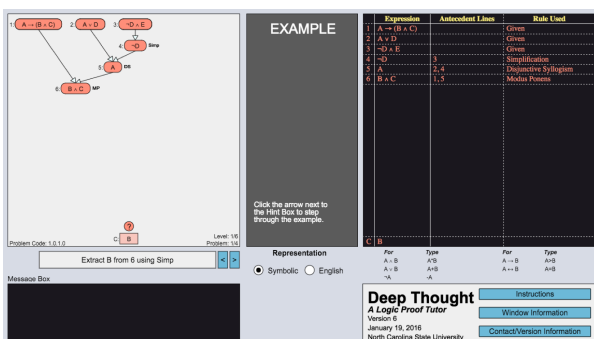 1: A → (B ∧ C) 2: A ∨ D 3: ¬D ∧ E
4: ¬D Simp
5: A DS
6: B ∧ C MP
?
C: B
Problem Code: 1.0.1.0
Level: 1/6
Problem: 1/4
Extract B from 6 using Simp
< >
Message Box
EXAMPLE
Click the arrow next to
the Hint Box to step
through the example.
Representation
Symbolic English
Expression Antecedent Lines Rule Used
1 A → (B ∧ C) Given
2 A ∨ D Given
3 ¬D ∧ E Given
4 ¬D 3 Simplification
5 A 2, 4 Disjunctive Syllogism
6 B ∧ C 1, 5 Modus Ponens
C B
For Type For Type
A ∧ B A*B A → B A>B
A ∨ B A+B A ↔ B A=B
¬A -A
Deep Thought
A Logic Proof Tutor
Version 6
January 19, 2016
North Carolina State University
Instructions
Window Information
Contact/Version Information